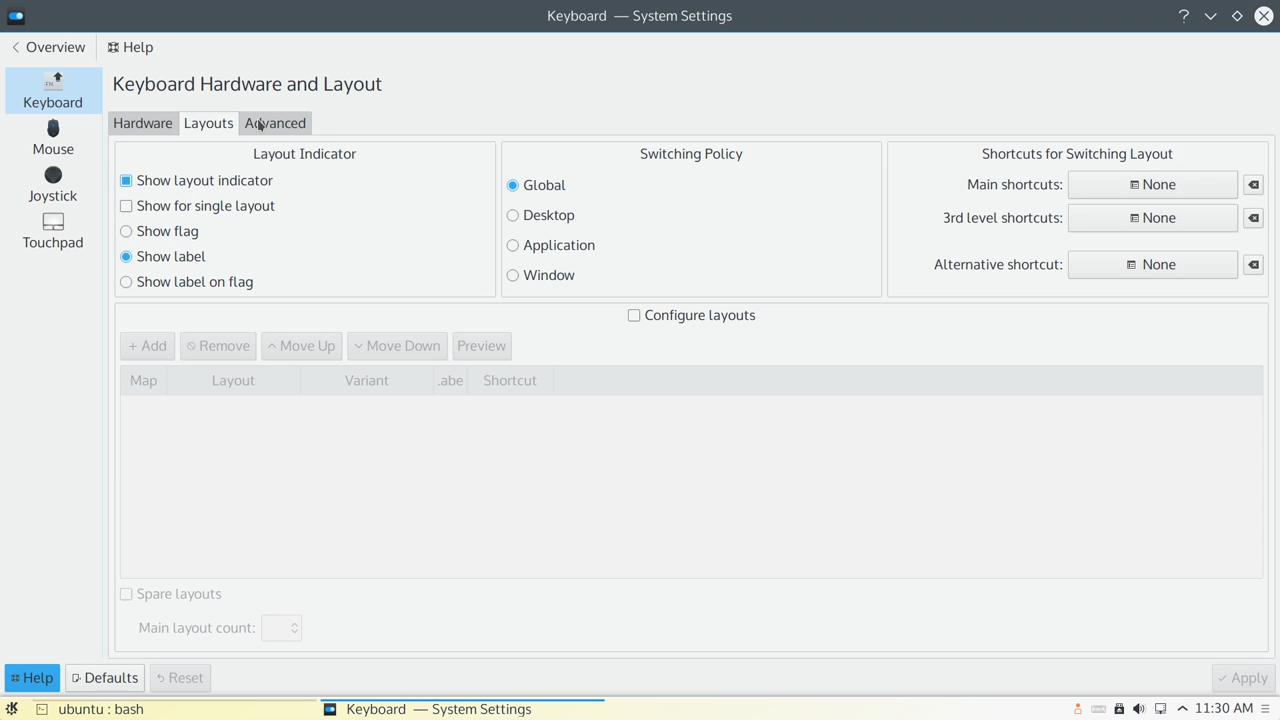 Keyboard — System Settings
Overview
Help
Keyboard
Mouse
Joystick
Touchpad
Keyboard Hardware and Layout
Hardware
Layouts
Advanced
Layout Indicator
Show layout indicator
Show for single layout
Show flag
Show label
Show label on flag
Switching Policy
Global
Desktop
Application
Window
Shortcuts for Switching Layout
Main shortcuts: None
3rd level shortcuts: None
Alternative shortcut: None
Configure layouts
+ Add
Remove
Move Up
Move Down
Preview
Map Layout Variant .abe Shortcut
Spare layouts
Main layout count:
Help
Defaults
Reset
Apply
ubuntu : bash
Keyboard — System Settings
11:30 AM